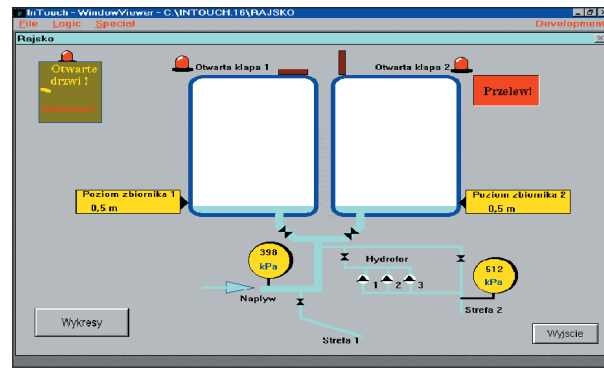 InTouch - WindowViewer - C:\INTOUCH.16\RAJSKO
File Logic Special Development
Rajsko
Otwarte
drzwi !
Otwarta klapa 1
Otwarta klapa 2
Przelew!
Poziom zbiornika 1
0,5 m
Poziom zbiornika 2
0,5 m
398
kPa
Hydrofor
1 2 3
512
kPa
Naplyw
Strefa 2
Strefa 1
Wykresy
Wyjscie